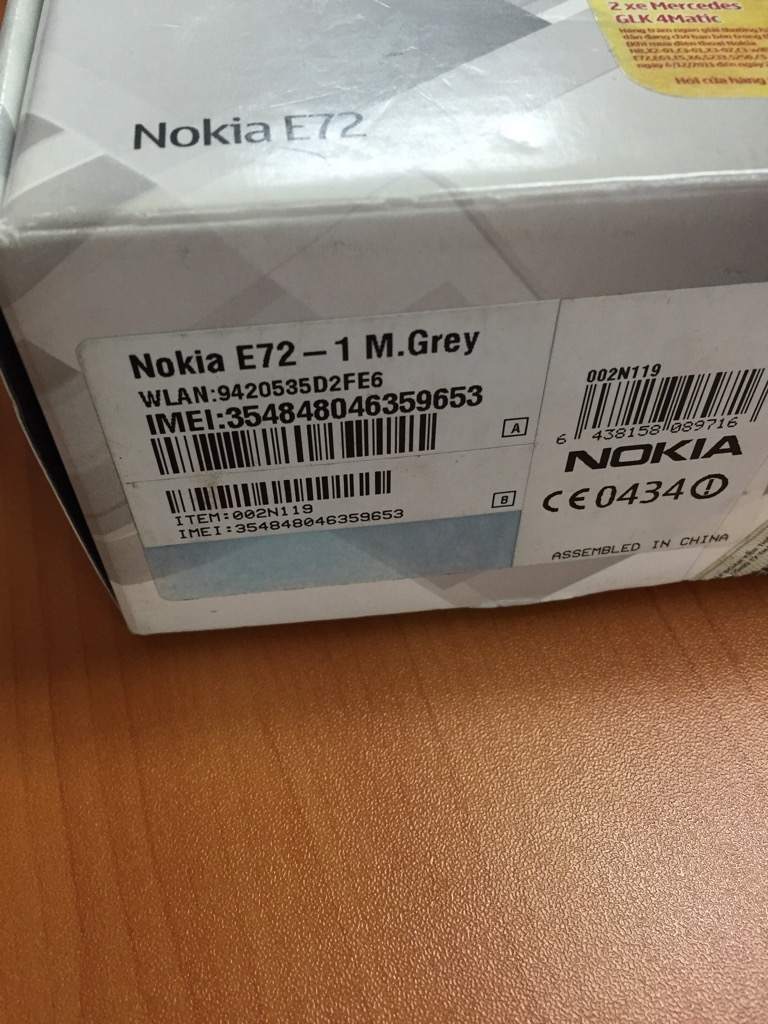 2 xe Mercedes
GLK 4Matic
Nokia E72
Nokia E72-1 M.Grey
WLAN:9420535D2FE6
IMEI:354848046359653
A
ITEM:002N119
IMEI:354848046359653
B
002N119
6 438158 089716
NOKIA
CE0434
ASSEMBLED IN CHINA